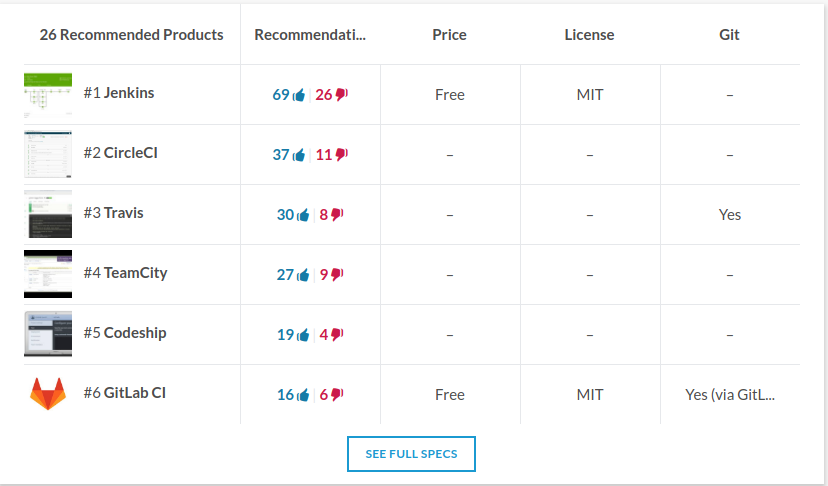 26 Recommended Products Recommendati... Price License Git
#1 Jenkins 69 26 Free MIT –
#2 CircleCI 37 11 – – –
#3 Travis 30 8 – – Yes
#4 TeamCity 27 9 – – –
#5 Codeship 19 4 – – –
#6 GitLab CI 16 6 Free MIT Yes (via GitL...
SEE FULL SPECS